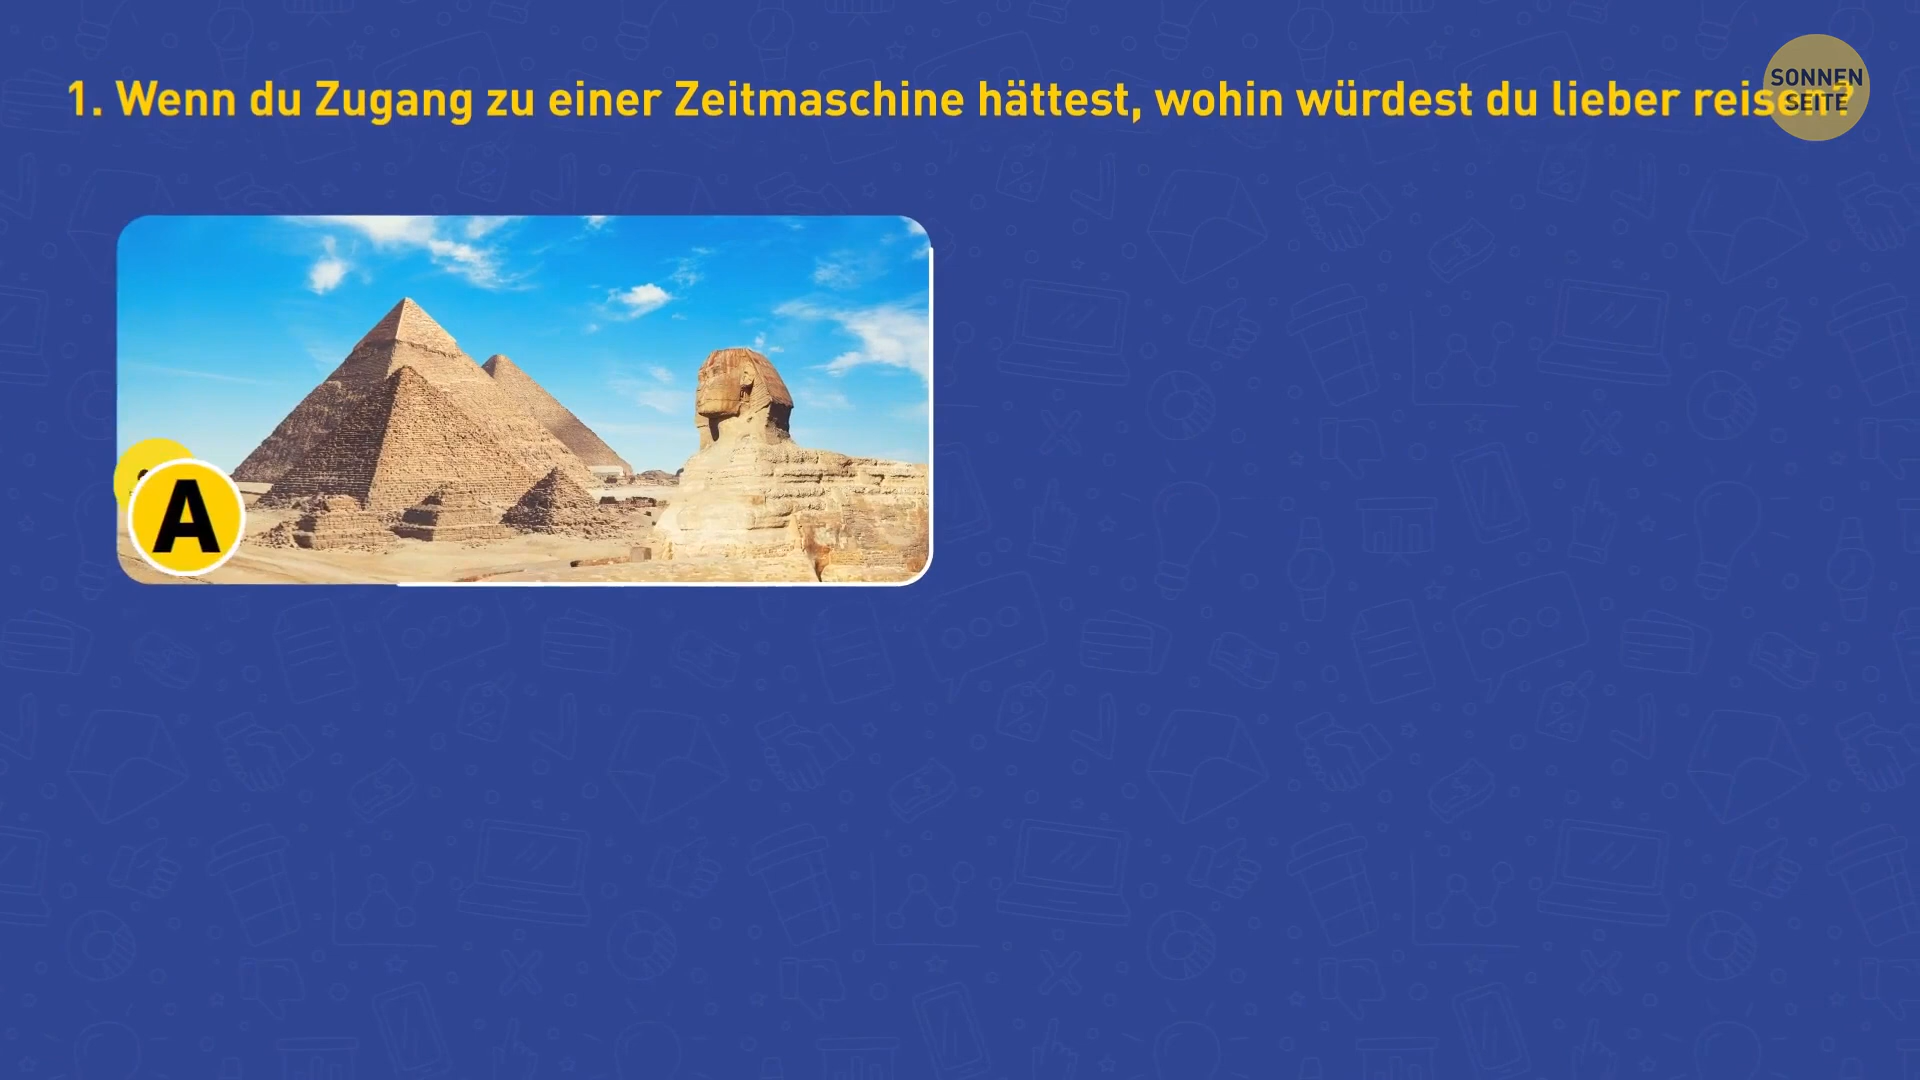 1. Wenn du Zugang zu einer Zeitmaschine hättest, wohin würdest du lieber reisen?
SONNEN
SEITE
A